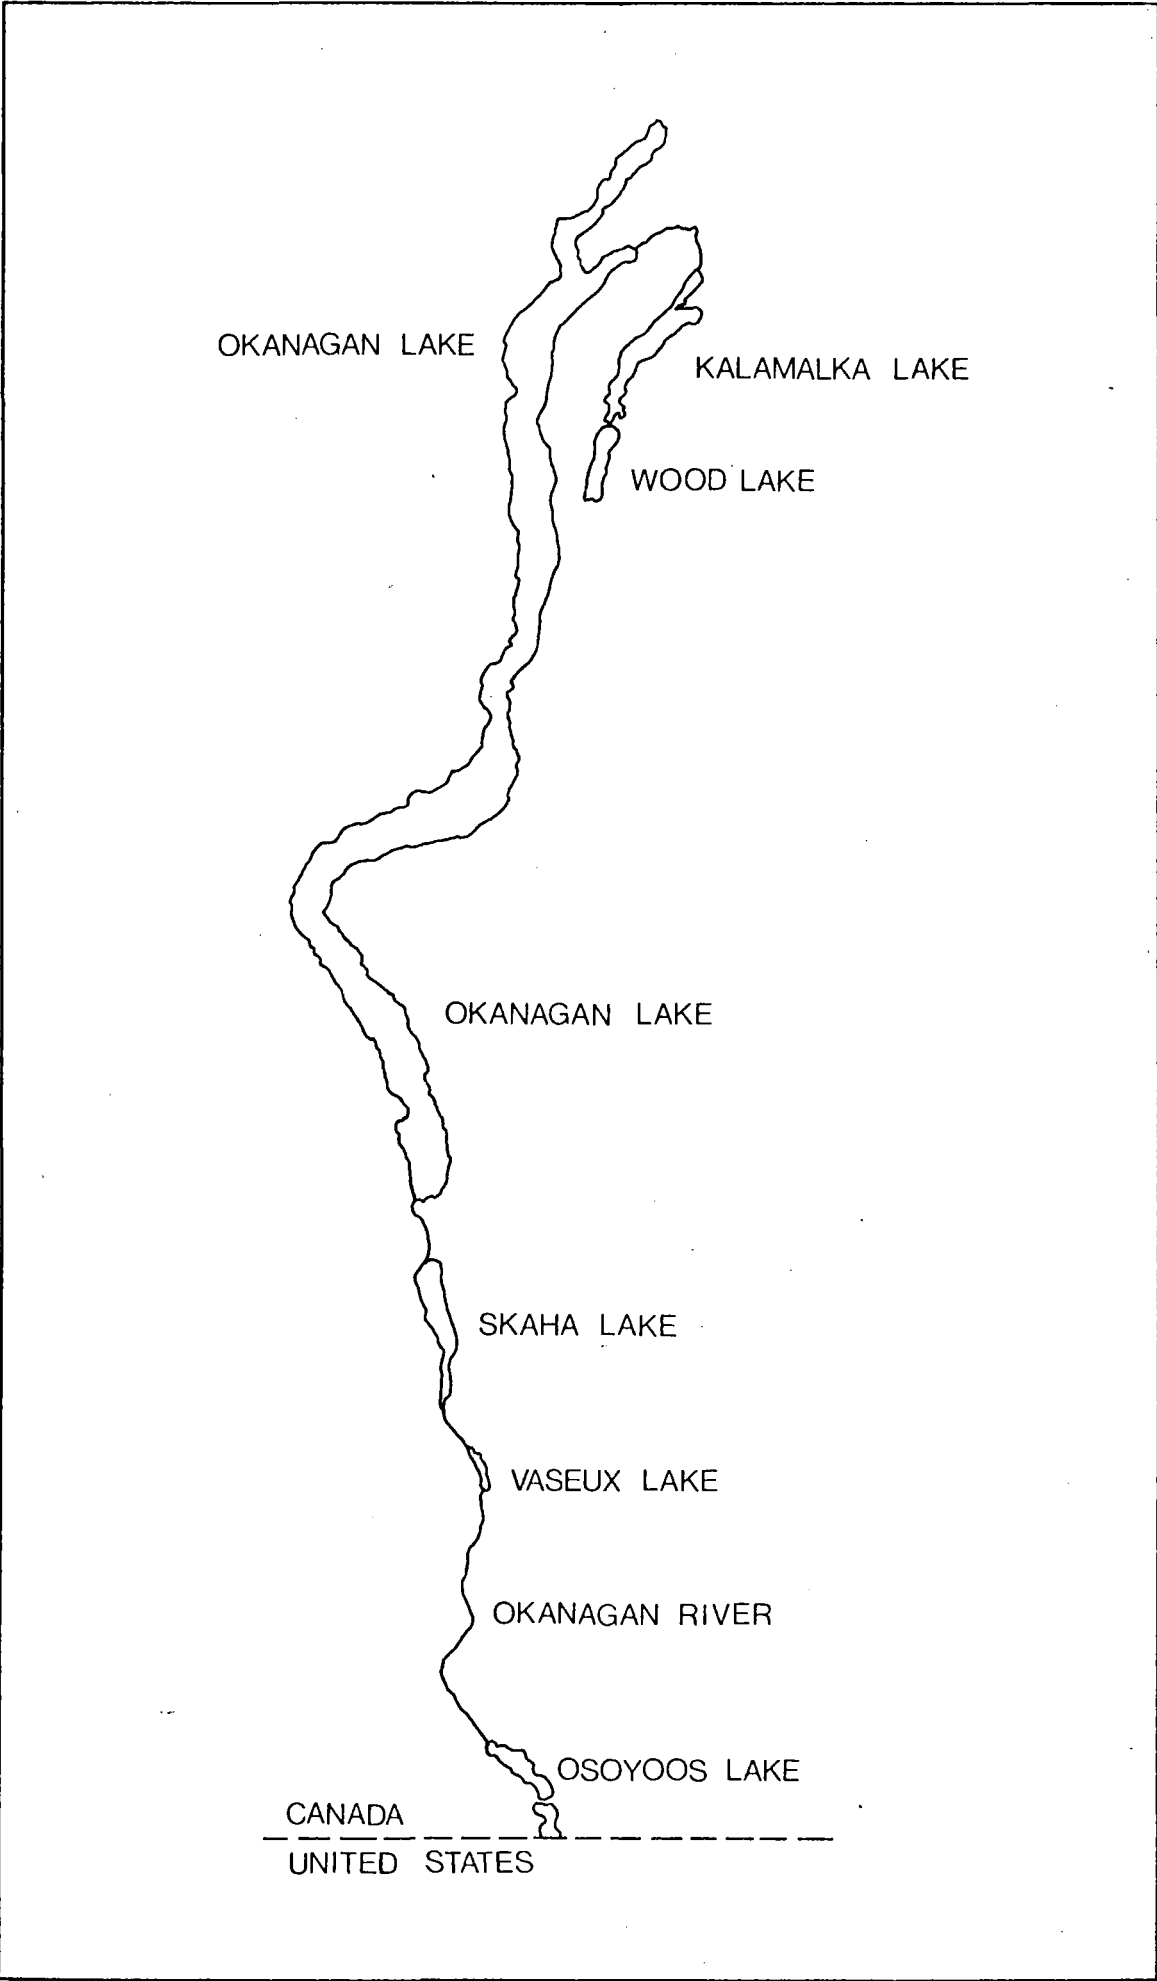 OKANAGAN LAKE
KALAMALKA LAKE
WOOD LAKE
OKANAGAN LAKE
SKAHA LAKE
VASEUX LAKE
OKANAGAN RIVER
OSOYOOS LAKE
CANADA
UNITED STATES